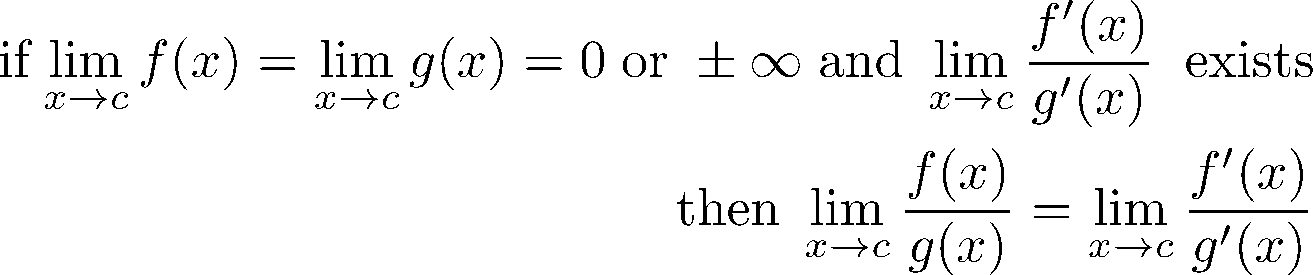 if lim_{x→c} f(x) = lim_{x→c} g(x) = 0 or ±∞ and lim_{x→c} f′(x)/g′(x) exists
then lim_{x→c} f(x)/g(x) = lim_{x→c} f′(x)/g′(x)